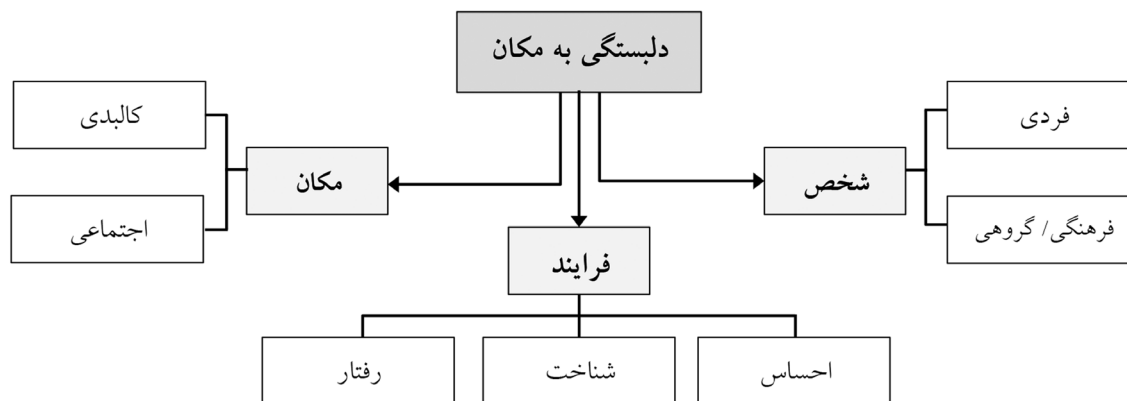 دلبستگی به مکان
فردی
کالبدی
شخص
مکان
فرهنگی/ گروهی
اجتماعی
فرایند
احساس
شناخت
رفتار